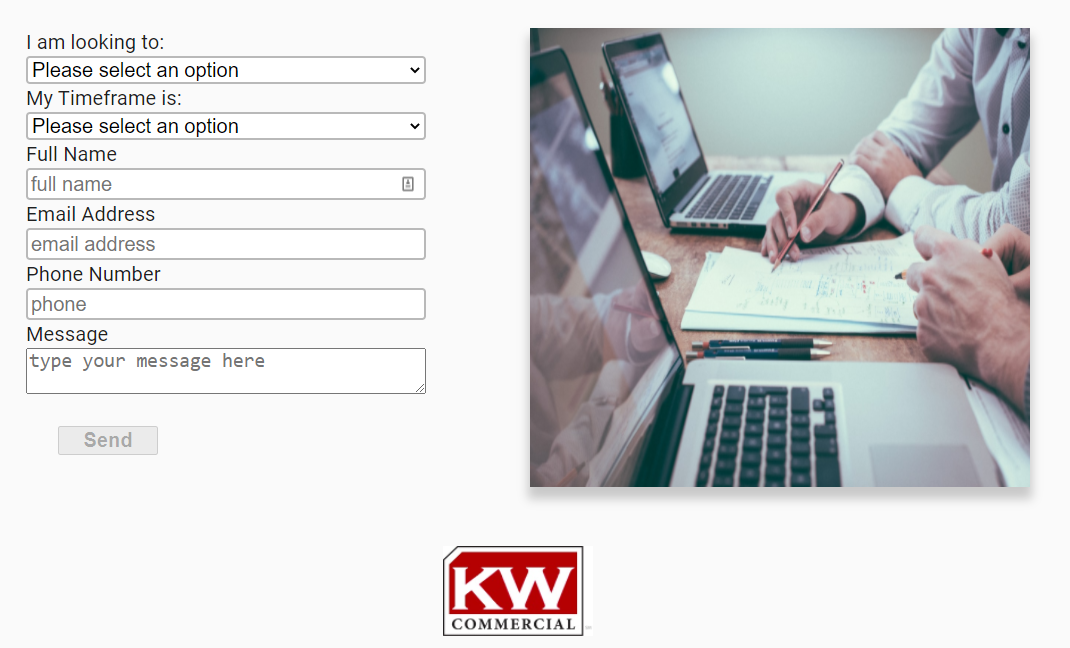 I am looking to:
Please select an option
My Timeframe is:
Please select an option
Full Name
full name
Email Address
email address
Phone Number
phone
Message
type your message here
Send
KW
COMMERCIAL